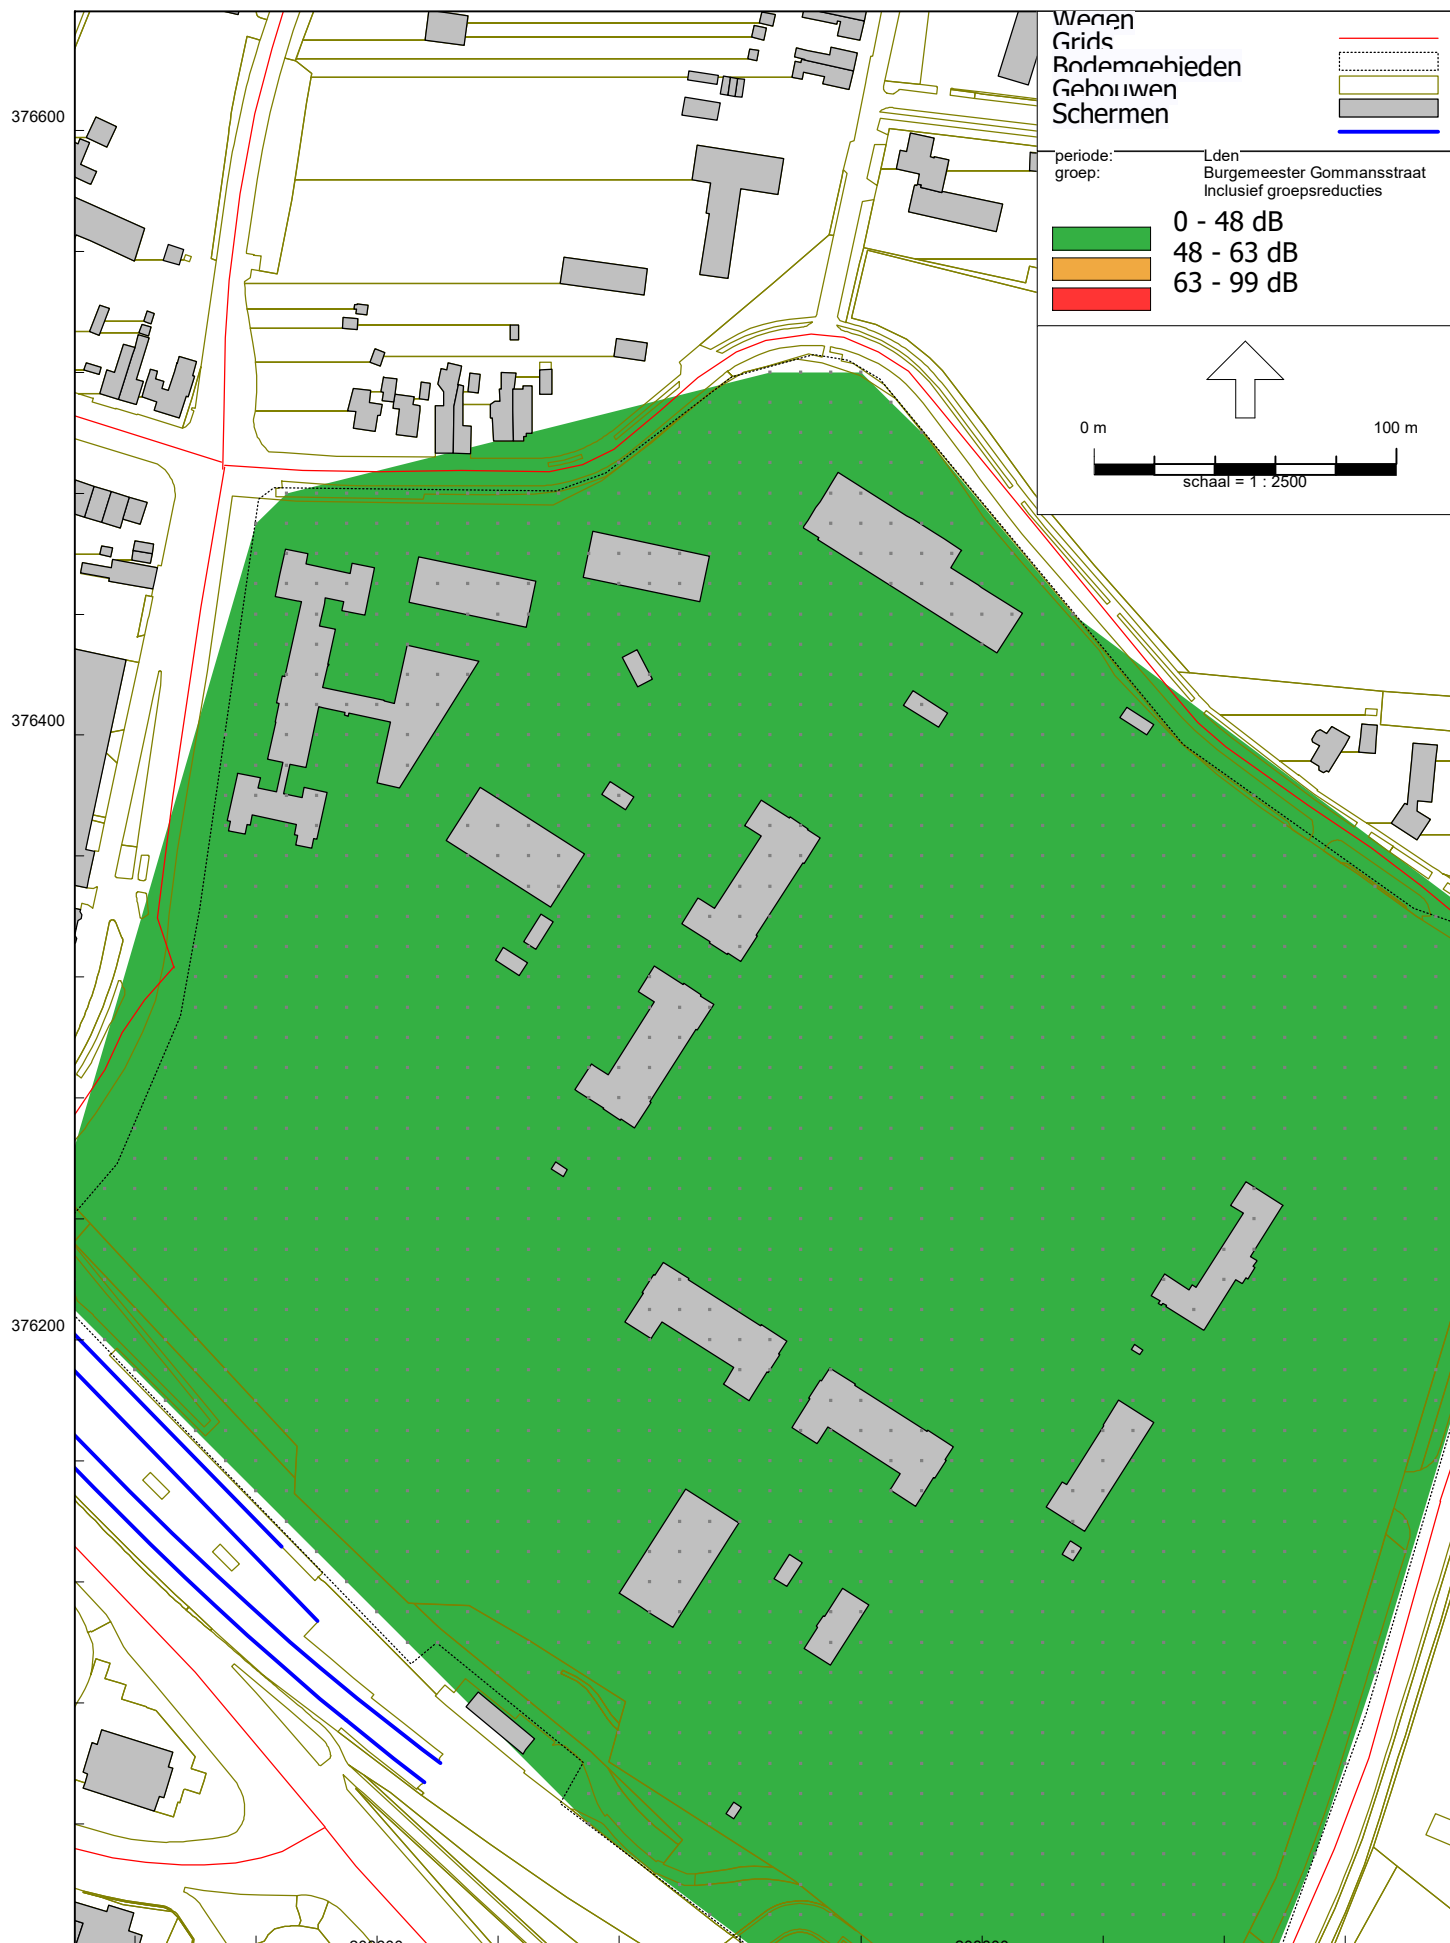 Wegen
Grids
Bodemgebieden
Gebouwen
Schermen
periode: Lden
groep: Burgemeester Gommansstraat
Inclusief groepsreducties
0 - 48 dB
48 - 63 dB
63 - 99 dB
0 m 100 m
schaal = 1 : 2500
376600
376400
376200